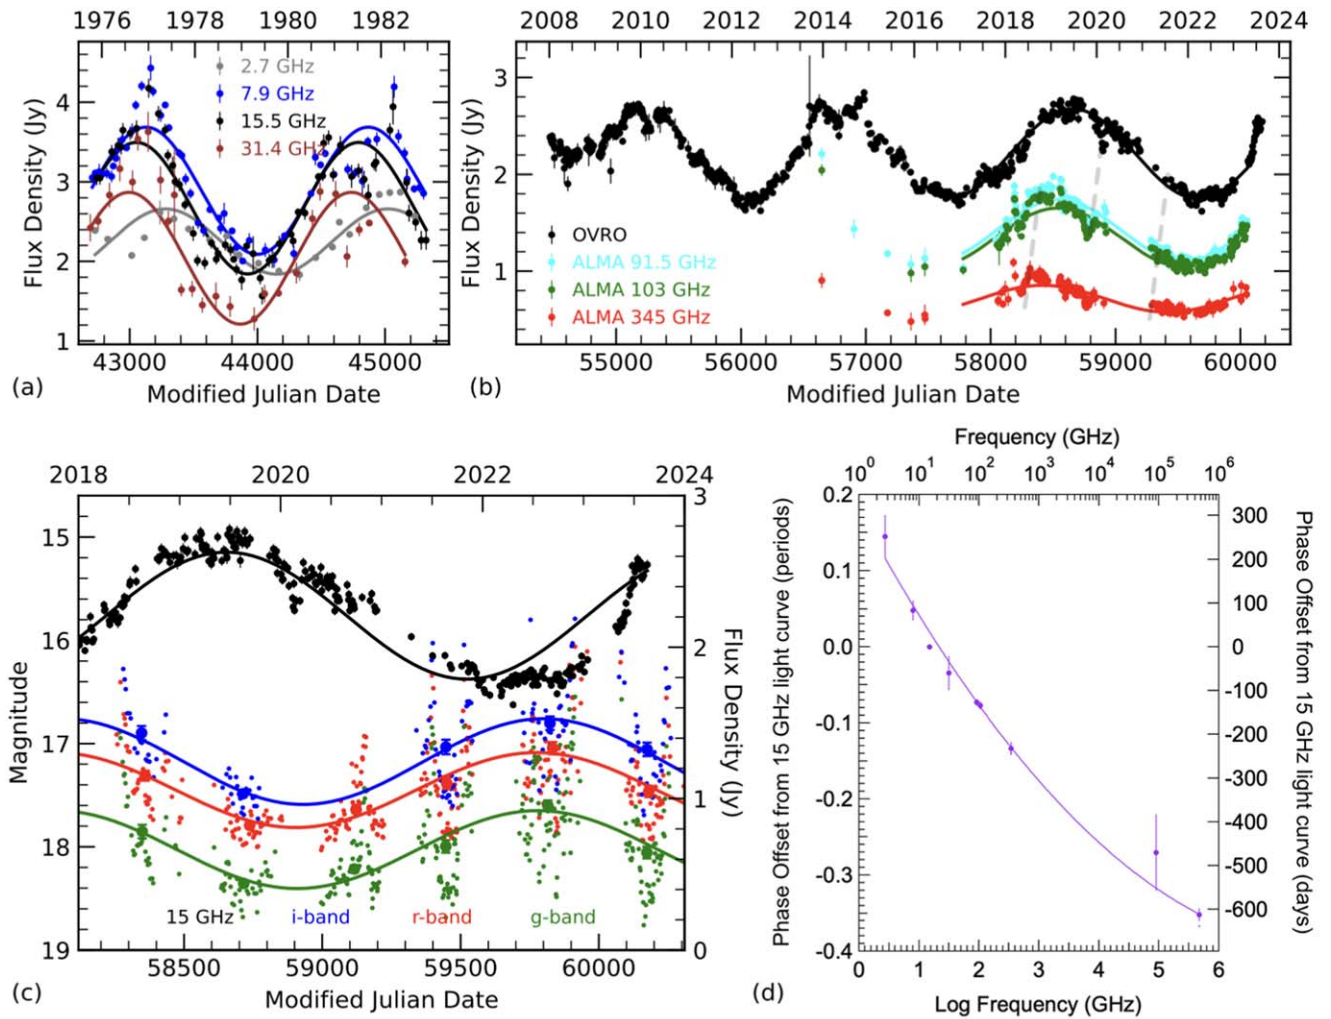 1976 1978 1980 1982
2.7 GHz
7.9 GHz
15.5 GHz
31.4 GHz
4
3
2
1
Flux Density (Jy)
43000 44000 45000
Modified Julian Date
(a)
2008 2010 2012 2014 2016 2018 2020 2022 2024
3
2
1
Flux Density (Jy)
OVRO
ALMA 91.5 GHz
ALMA 103 GHz
ALMA 345 GHz
55000 56000 57000 58000 59000 60000
Modified Julian Date
(b)
2018 2020 2022 2024
15
16
17
18
19
Magnitude
3
2
1
0
Flux Density (Jy)
15 GHz i-band r-band g-band
58500 59000 59500 60000
Modified Julian Date
(c)
Frequency (GHz)
10⁰ 10¹ 10² 10³ 10⁴ 10⁵ 10⁶
0.2
0.1
0.0
-0.1
-0.2
-0.3
-0.4
Phase Offset from 15 GHz light curve (periods)
300
200
100
0
-100
-200
-300
-400
-500
-600
Phase Offset from 15 GHz light curve (days)
0 1 2 3 4 5 6
Log Frequency (GHz)
(d)